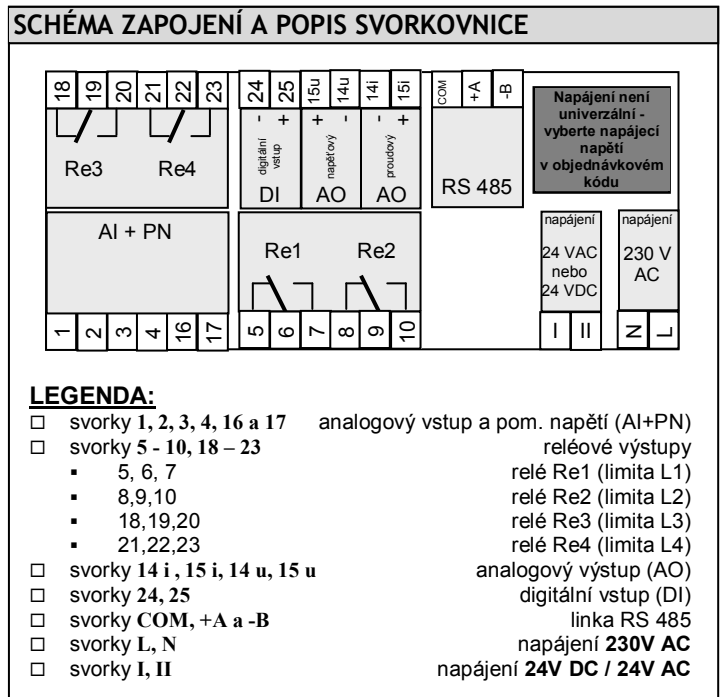 SCHÉMA ZAPOJENÍ A POPIS SVORKOVNICE
18 19 20 21 22 23 24 25 15u 14u 14i 15i COM +A -B
- + + - - +
Re3 Re4
digitální
vstup
DI
napěťový
AO
proudový
AO
RS 485
Napájení není
univerzální -
vyberte napájecí
napětí
v objednávkovém
kódu
AI + PN
Re1 Re2
napájení
24 VAC
nebo
24 VDC
napájení
230 V
AC
1 2 3 4 16 17 5 6 7 8 9 10 I II N L
LEGENDA:
□ svorky 1, 2, 3, 4, 16 a 17 analogový vstup a pom. napětí (AI+PN)
□ svorky 5 - 10, 18 – 23 reléové výstupy
▪ 5, 6, 7 relé Re1 (limita L1)
▪ 8,9,10 relé Re2 (limita L2)
▪ 18,19,20 relé Re3 (limita L3)
▪ 21,22,23 relé Re4 (limita L4)
□ svorky 14 i , 15 i, 14 u, 15 u analogový výstup (AO)
□ svorky 24, 25 digitální vstup (DI)
□ svorky COM, +A a -B linka RS 485
□ svorky L, N napájení 230V AC
□ svorky I, II napájení 24V DC / 24V AC